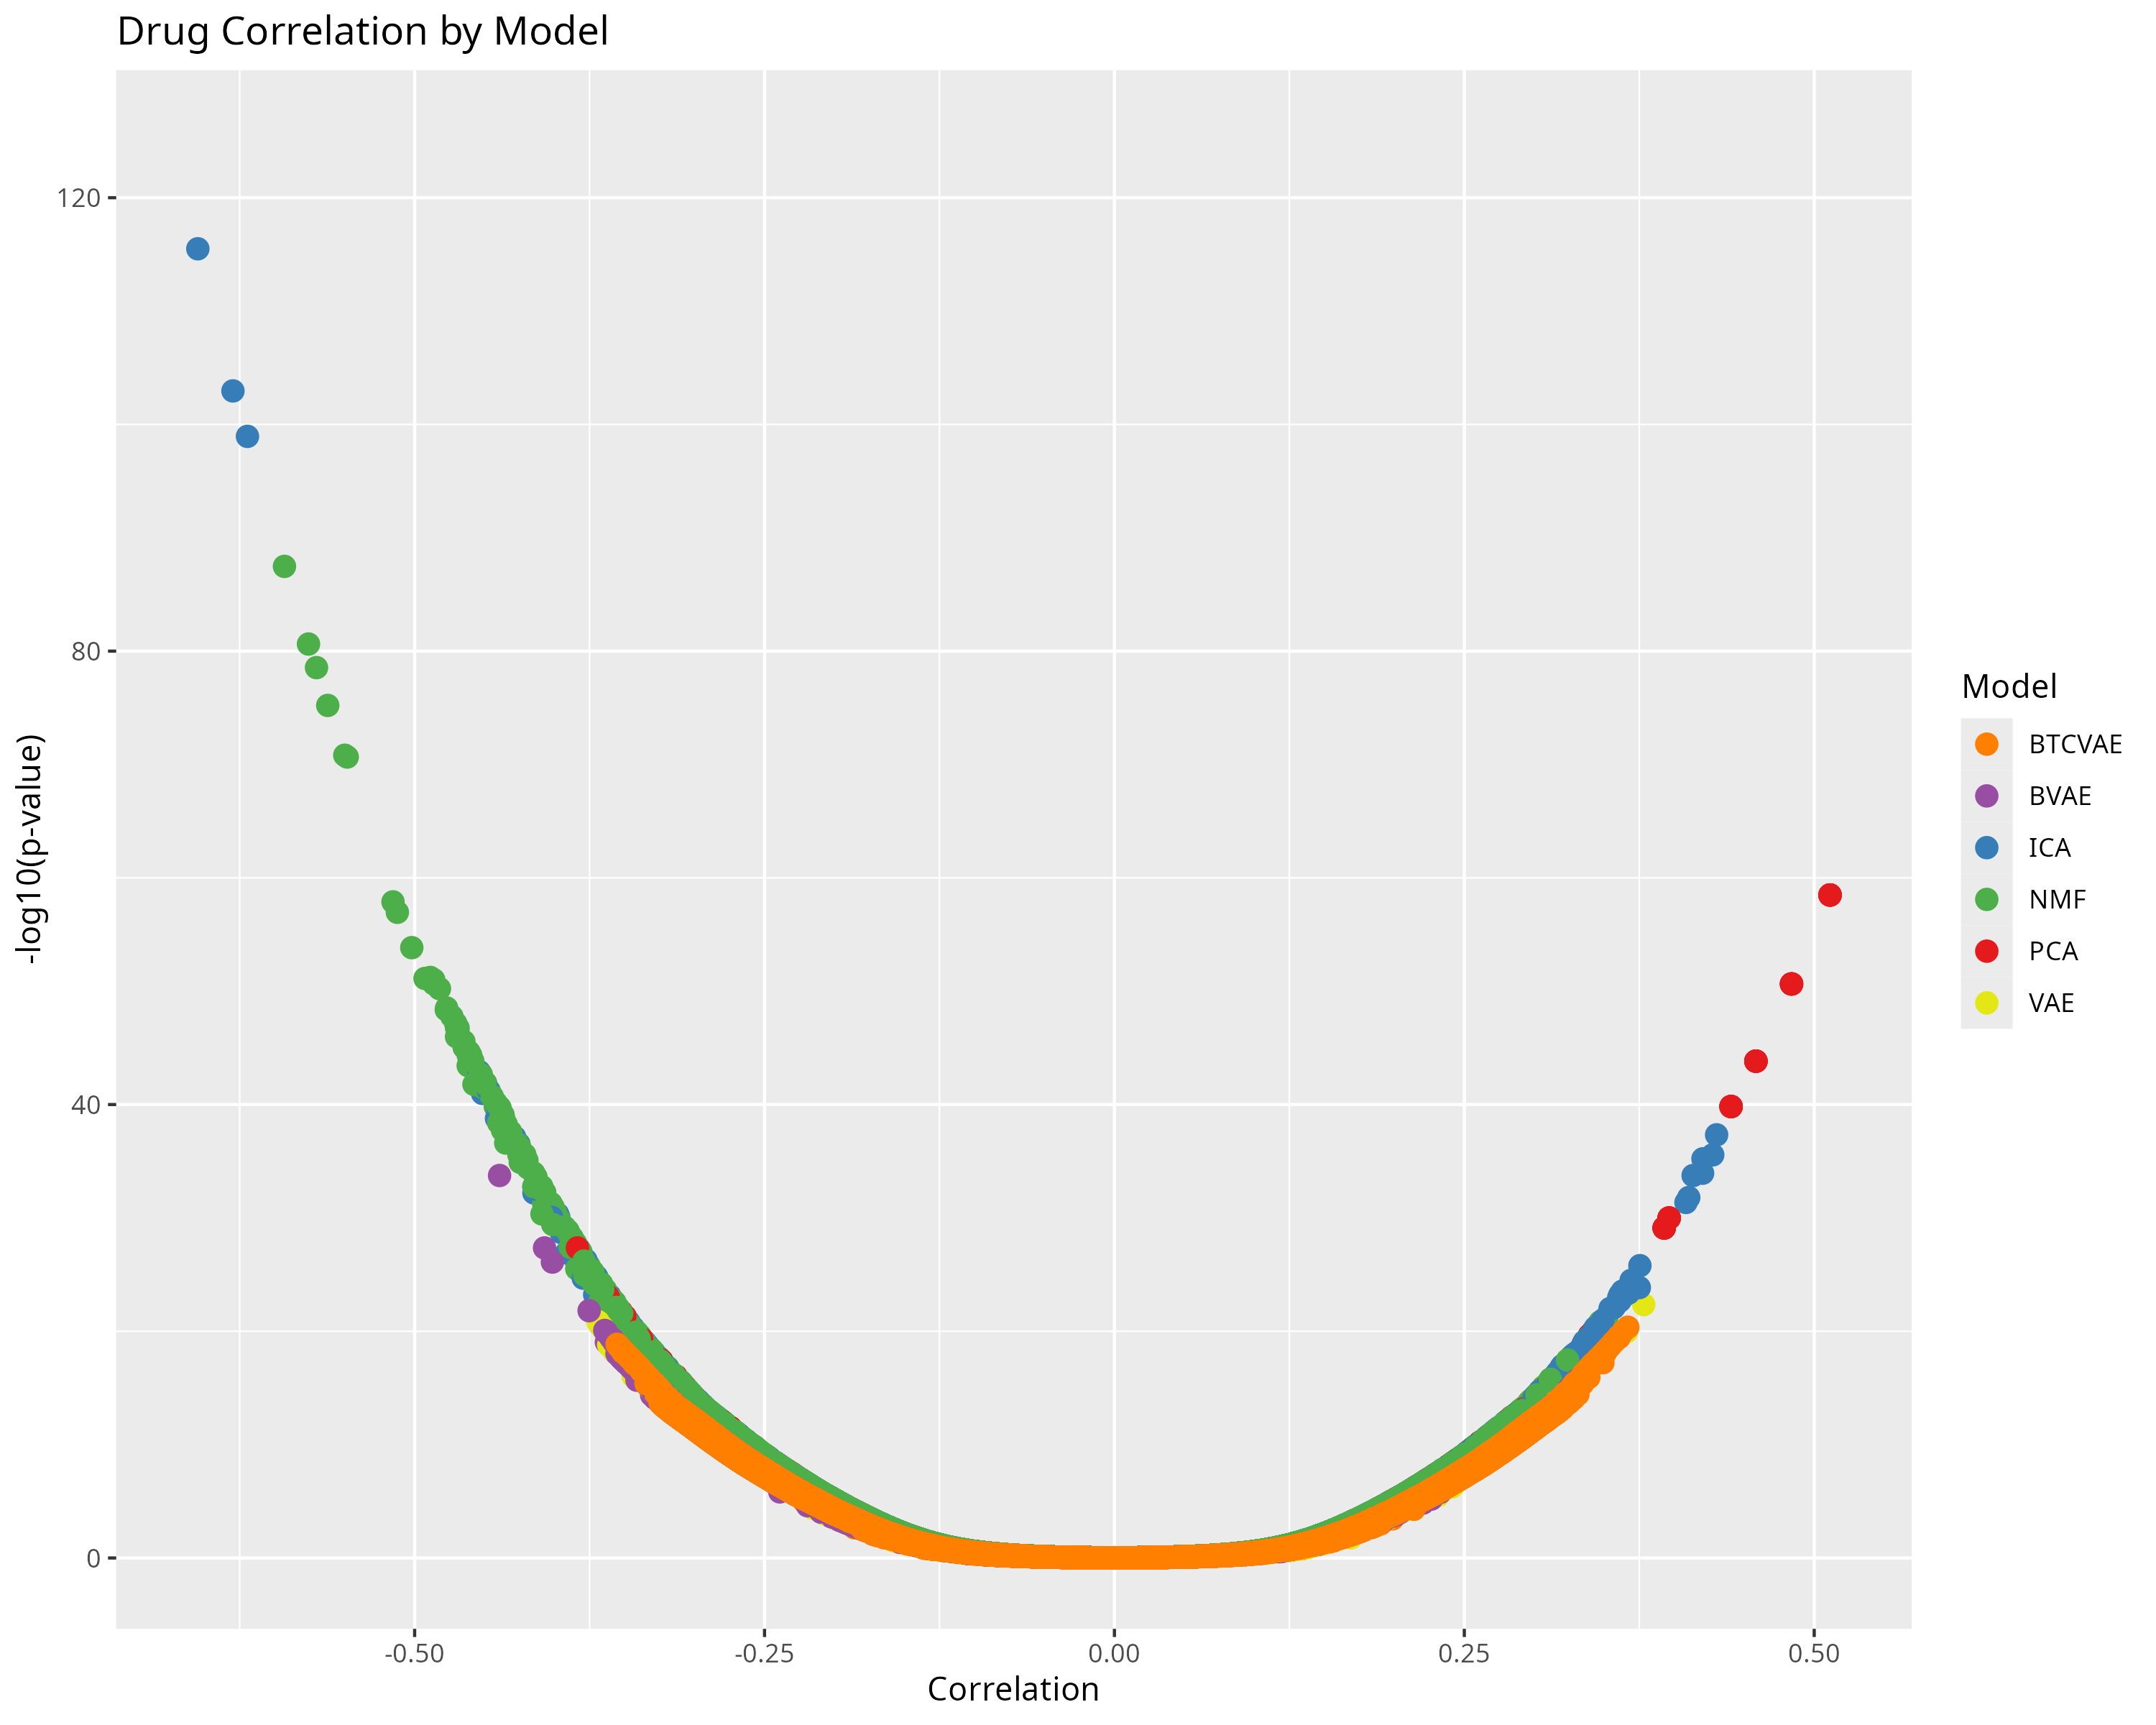 Drug Correlation by Model
120
80
40
0
-log10(p-value)
-0.50
-0.25
0.00
0.25
0.50
Correlation
Model
BTCVAE
BVAE
ICA
NMF
PCA
VAE